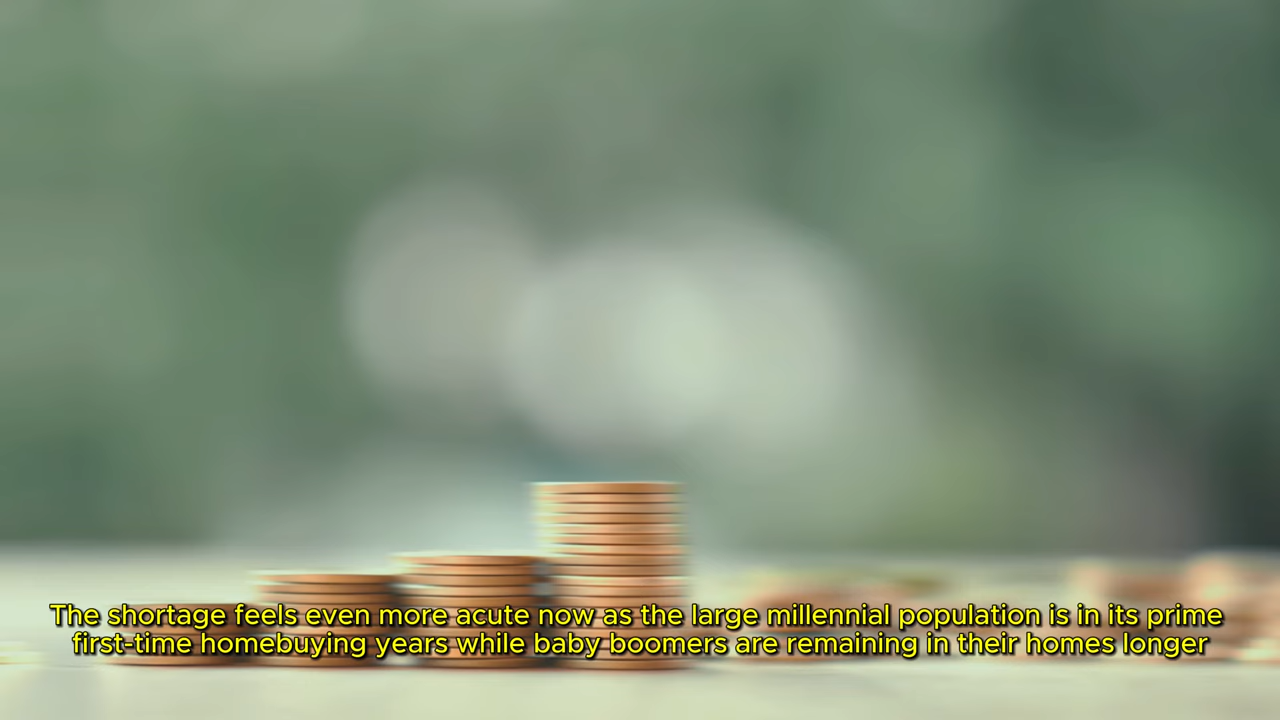 The shortage feels even more acute now as the large millennial population is in its prime
first-time homebuying years while baby boomers are remaining in their homes longer